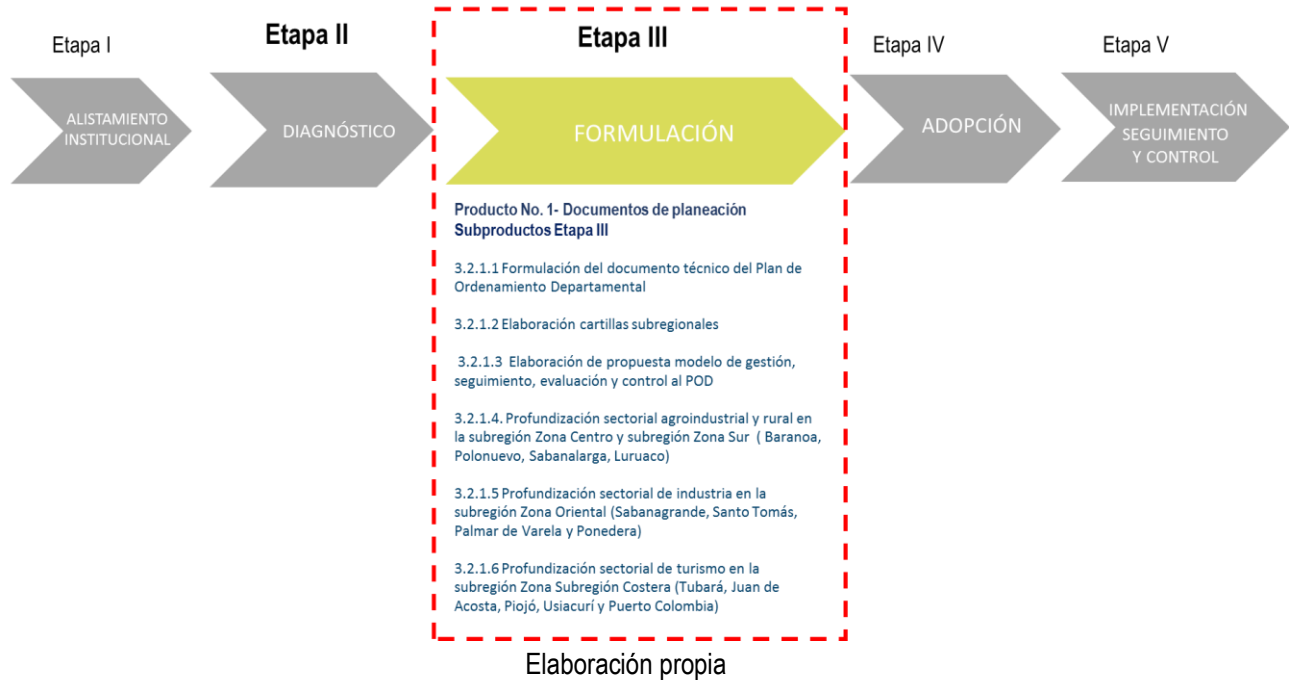 Etapa I
Etapa II
Etapa III
Etapa IV
Etapa V
ALISTAMIENTO
INSTITUCIONAL
DIAGNÓSTICO
FORMULACIÓN
ADOPCIÓN
IMPLEMENTACIÓN
SEGUIMIENTO
Y CONTROL
Producto No. 1- Documentos de planeación
Subproductos Etapa III
3.2.1.1 Formulación del documento técnico del Plan de
Ordenamiento Departamental
3.2.1.2 Elaboración cartillas subregionales
3.2.1.3 Elaboración de propuesta modelo de gestión,
seguimiento, evaluación y control al POD
3.2.1.4. Profundización sectorial agroindustrial y rural en
la subregión Zona Centro y subregión Zona Sur ( Baranoa,
Polonuevo, Sabanalarga, Luruaco)
3.2.1.5 Profundización sectorial de industria en la
subregión Zona Oriental (Sabanagrande, Santo Tomás,
Palmar de Varela y Ponedera)
3.2.1.6 Profundización sectorial de turismo en la
subregión Zona Subregión Costera (Tubará, Juan de
Acosta, Piojó, Usiacurí y Puerto Colombia)
Elaboración propia